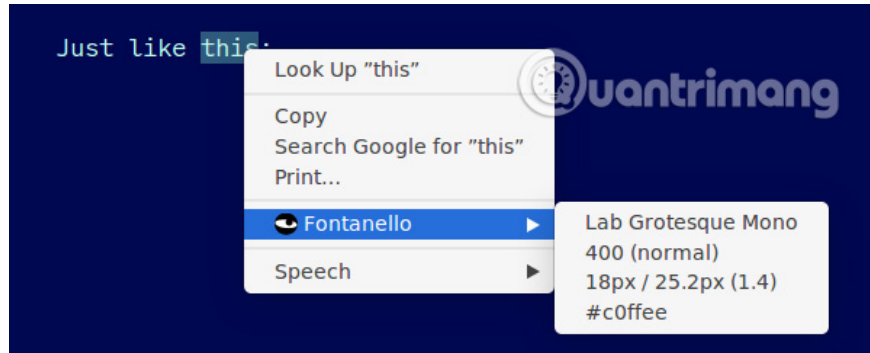 Just like this:
Look Up ”this”
Quantrimang
Copy
Search Google for ”this”
Print...
Fontanello
Speech
Lab Grotesque Mono
400 (normal)
18px / 25.2px (1.4)
#c0ffee